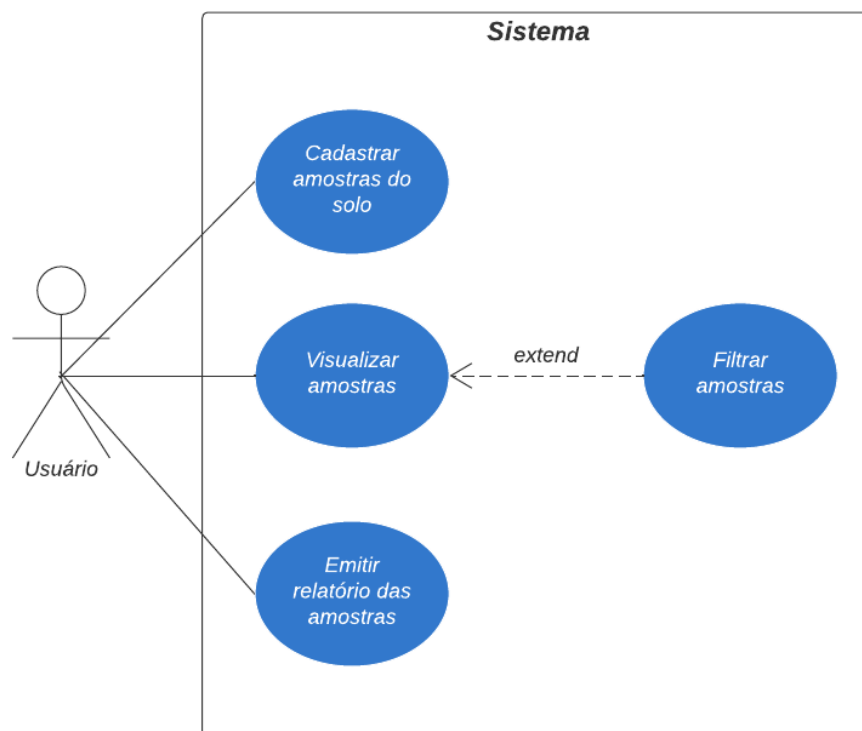 Sistema
Cadastrar
amostras do
solo
Visualizar
amostras
extend
Filtrar
amostras
Usuário
Emitir
relatório das
amostras